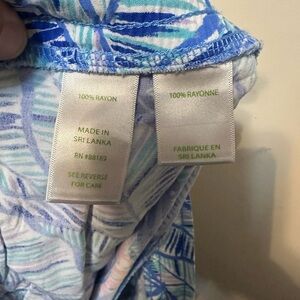 100% RAYON
MADE IN
SRI LANKA
RN #88183
SEE REVERSE
FOR CARE
100% RAYONNE
FABRIQUE EN
SRI LANKA